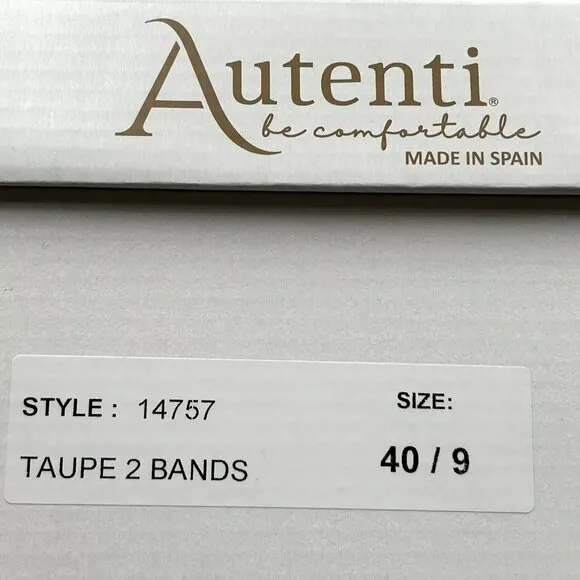 Autenti®
be comfortable
MADE IN SPAIN
STYLE : 14757
SIZE:
TAUPE 2 BANDS
40 / 9